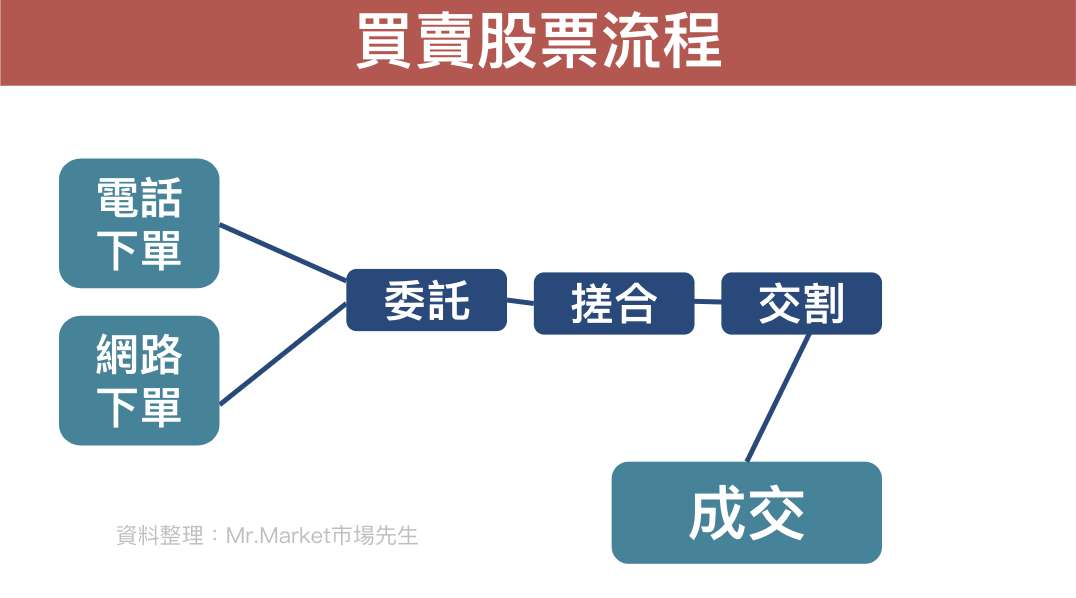 買賣股票流程
電話
下單
網路
下單
委託
搓合
交割
成交
資料整理：Mr.Market市場先生